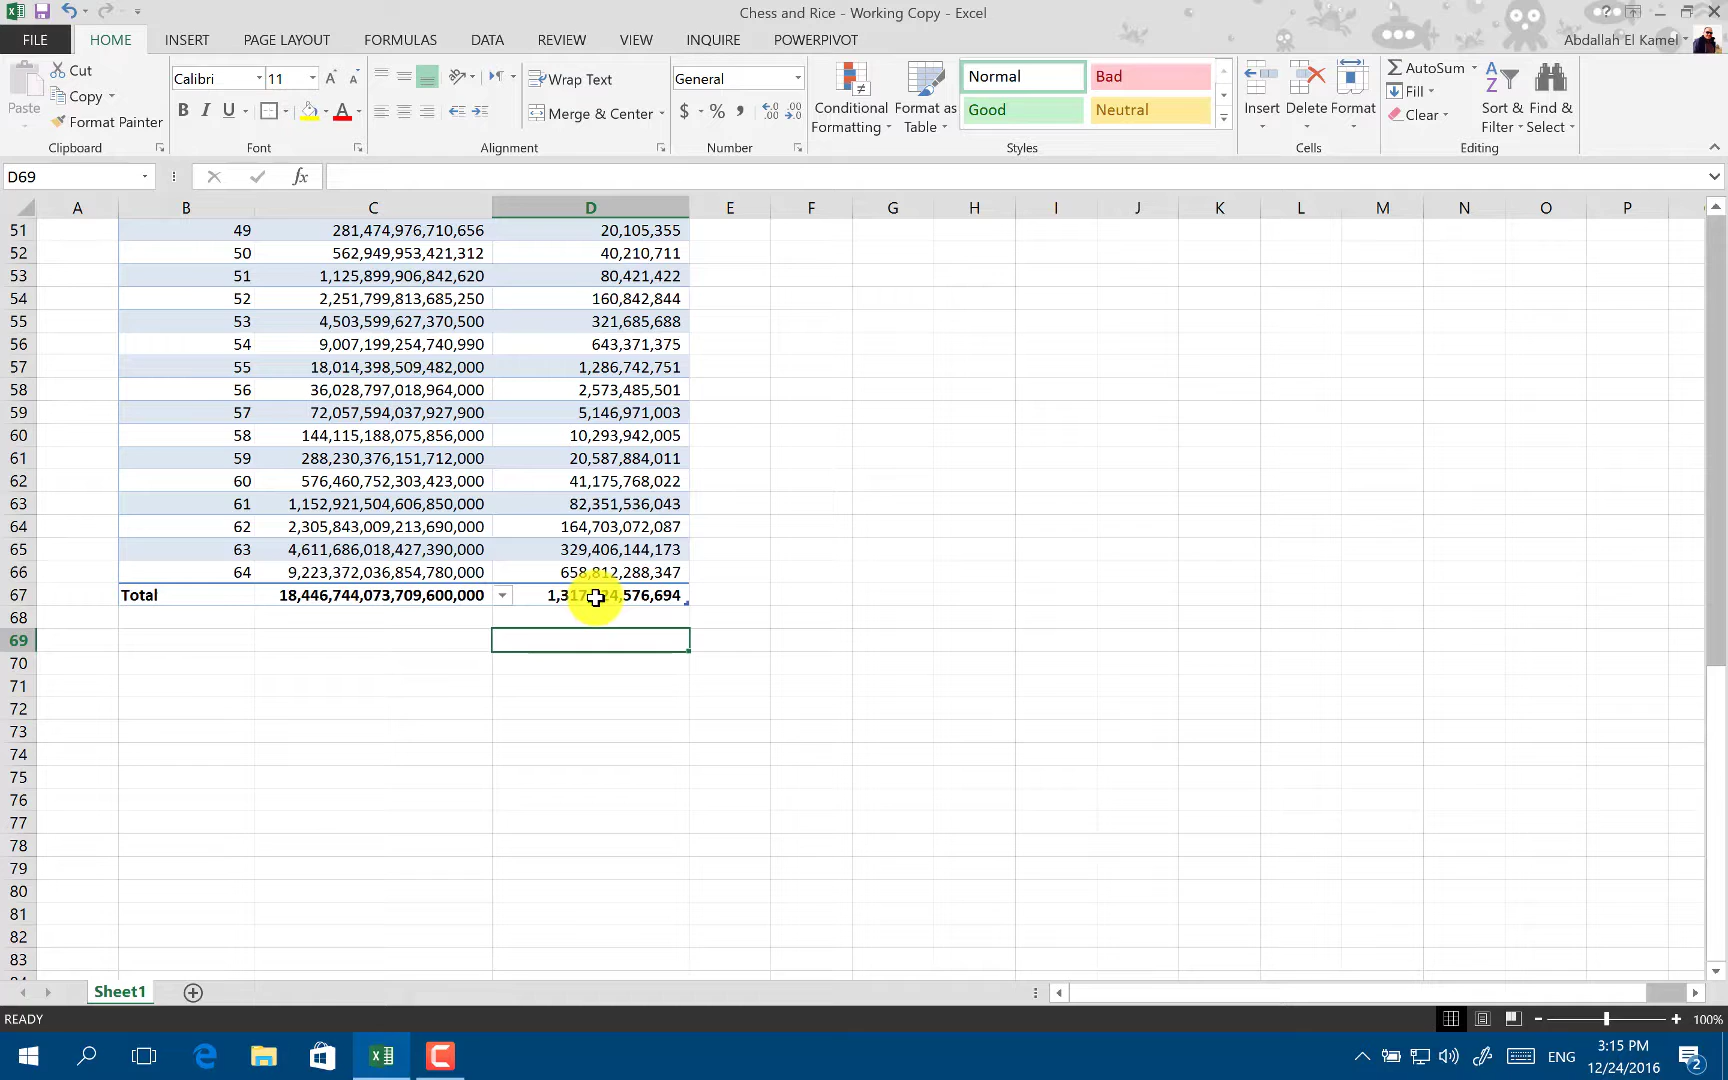 Chess and Rice - Working Copy - Excel
FILE HOME INSERT PAGE LAYOUT FORMULAS DATA REVIEW VIEW INQUIRE POWERPIVOT Abdallah El Kamel
Paste
Cut
Copy
Format Painter
Clipboard
Calibri 11
B I U
Font
Wrap Text
Merge & Center
Alignment
General
$ %
Number
Conditional Formatting
Format as Table
Normal Bad
Good Neutral
Styles
Insert Delete Format
Cells
AutoSum
Fill
Clear
Sort & Filter
Find & Select
Editing
D69 fx
A B C D E F G H I J K L M N O P
51 49 281,474,976,710,656 20,105,355
52 50 562,949,953,421,312 40,210,711
53 51 1,125,899,906,842,620 80,421,422
54 52 2,251,799,813,685,250 160,842,844
55 53 4,503,599,627,370,500 321,685,688
56 54 9,007,199,254,740,990 643,371,375
57 55 18,014,398,509,482,000 1,286,742,751
58 56 36,028,797,018,964,000 2,573,485,501
59 57 72,057,594,037,927,900 5,146,971,003
60 58 144,115,188,075,856,000 10,293,942,005
61 59 288,230,376,151,712,000 20,587,884,011
62 60 576,460,752,303,423,000 41,175,768,022
63 61 1,152,921,504,606,850,000 82,351,536,043
64 62 2,305,843,009,213,690,000 164,703,072,087
65 63 4,611,686,018,427,390,000 329,406,144,173
66 64 9,223,372,036,854,780,000 658,812,288,347
67 Total 18,446,744,073,709,600,000
68
69
70
71
72
73
74
75
76
77
78
79
80
81
82
83
Sheet1
READY 100%
ENG 3:15 PM
12/24/2016 2